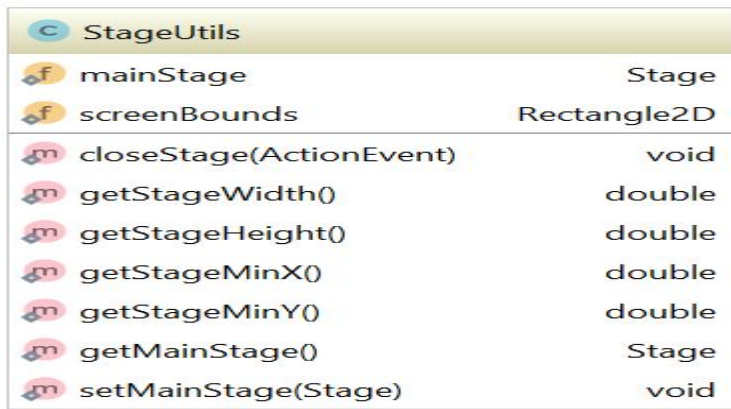 C StageUtils
f mainStage Stage
f screenBounds Rectangle2D
m closeStage(ActionEvent) void
m getStageWidth() double
m getStageHeight() double
m getStageMinX() double
m getStageMinY() double
m getMainStage() Stage
m setMainStage(Stage) void